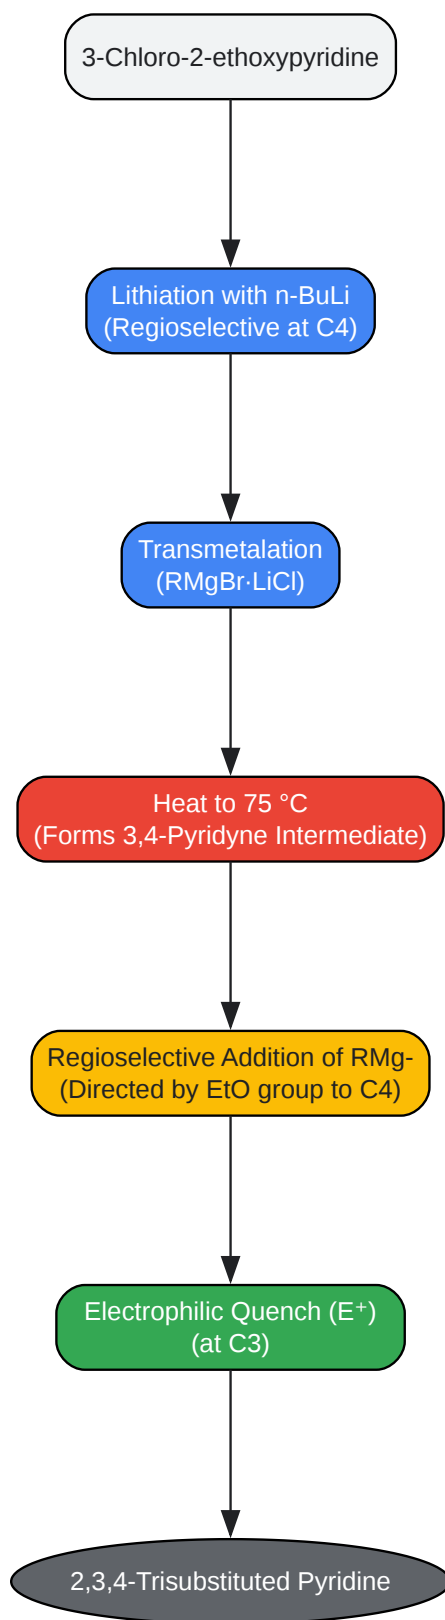 3-Chloro-2-ethoxypyridine
Lithiation with n-BuLi
(Regioselective at C4)
Transmetalation
(RMgBr·LiCl)
Heat to 75 °C
(Forms 3,4-Pyridyne Intermediate)
Regioselective Addition of RMg-
(Directed by EtO group to C4)
Electrophilic Quench (E⁺)
(at C3)
2,3,4-Trisubstituted Pyridine